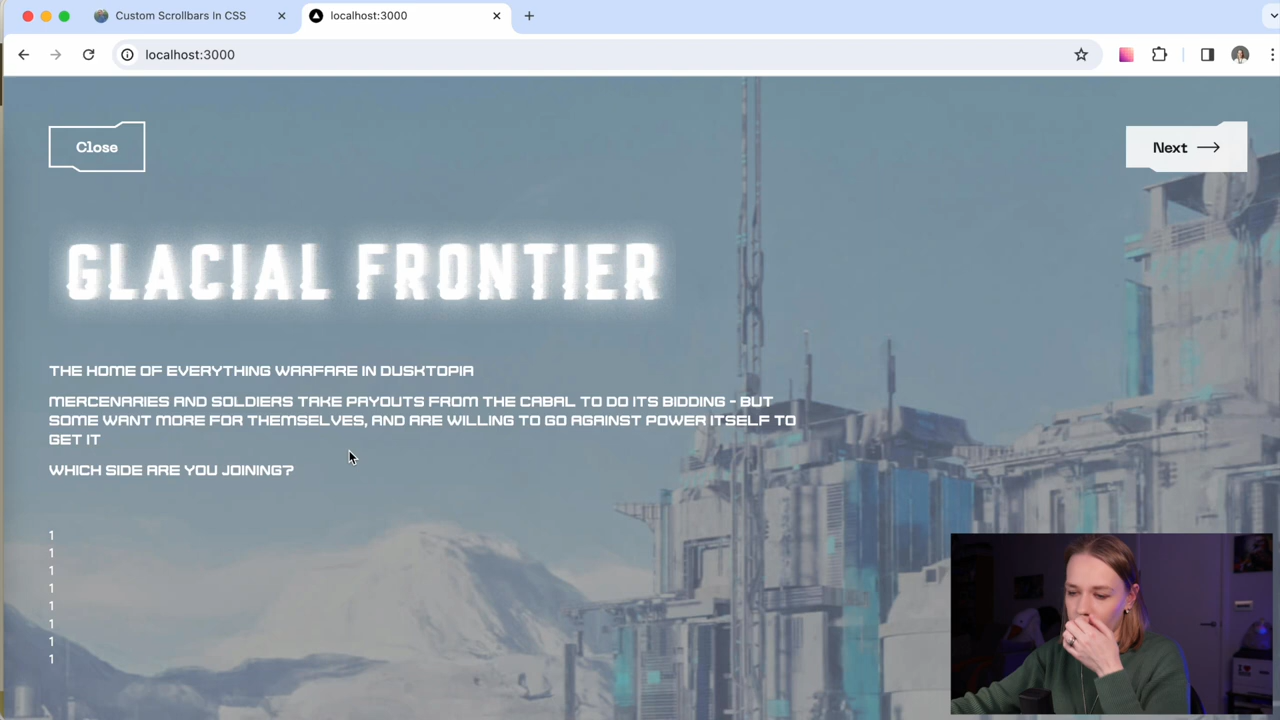 Custom Scrollbars In CSS
localhost:3000
localhost:3000
Close
Next
GLACIAL FRONTIER
THE HOME OF EVERYTHING WARFARE IN DUSKTOPIA
MERCENARIES AND SOLDIERS TAKE PAYOUTS FROM THE CABAL TO DO ITS BIDDING - BUT
SOME WANT MORE FOR THEMSELVES, AND ARE WILLING TO GO AGAINST POWER ITSELF TO
GET IT
WHICH SIDE ARE YOU JOINING?
1
1
1
1
1
1
1
1